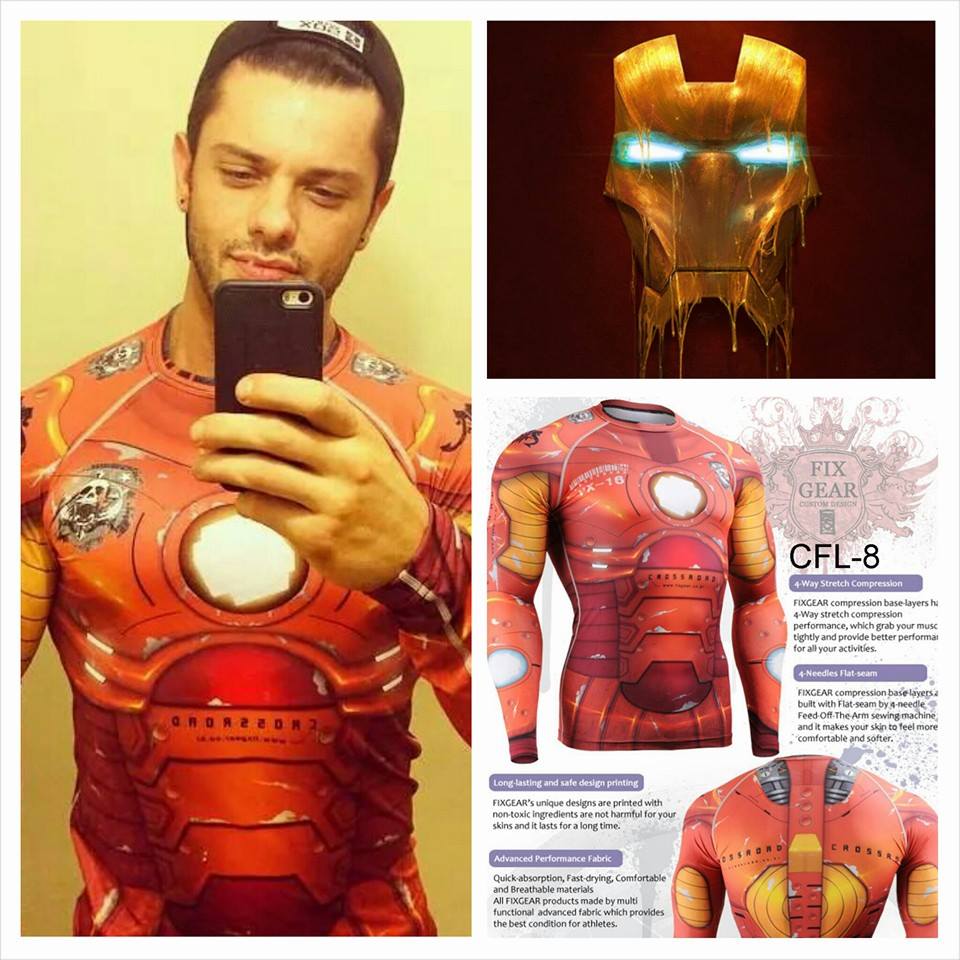 FIX
GEAR
CUSTOM DESIGN
CFL-8
CROSSROAD
4-Way Stretch Compression
FIXGEAR compression base-layers ha
4-Way stretch compression
performance, which grab your musc
tightly and provide better performan
for all your activities.
4-Needles Flat-seam
FIXGEAR compression base-layers a
built with Flat-seam by 4-needle
Feed-Off-The-Arm sewing machine
and it makes your skin to feel more
comfortable and softer.
Long-lasting and safe design printing
FIXGEAR's unique designs are printed with
non-toxic ingredients are not harmful for your
skins and it lasts for a long time.
Advanced Performance Fabric
Quick-absorption, Fast-drying, Comfortable
and Breathable materials
All FIXGEAR products made by multi
functional advanced fabric which provides
the best condition for athletes.